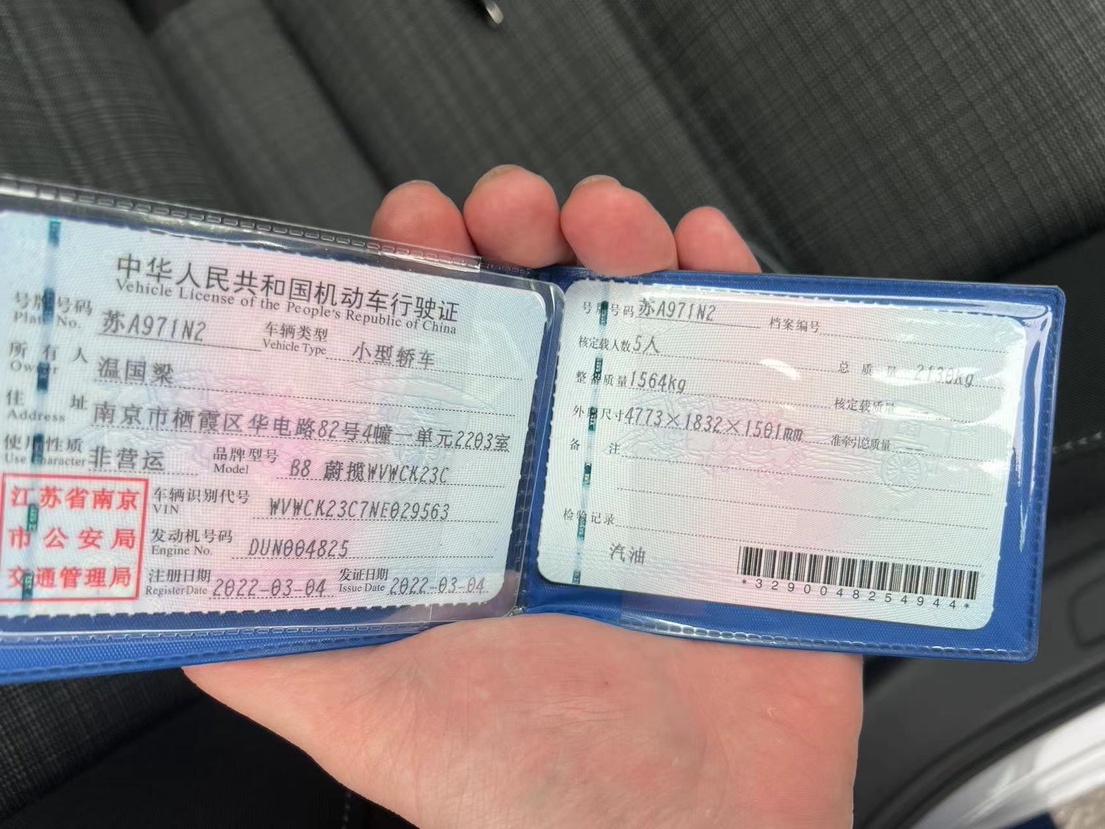 中华人民共和国机动车行驶证
Vehicle License of the People's Republic of China
号牌号码 苏A971N2 车辆类型 小型轿车
Plate No. Vehicle Type
所有人 温国梁
Owner
住址 南京市栖霞区华电路82号4幢一单元2203室
Address
使用性质 非营运 品牌型号 B8 蔚揽WVWCK23C
Use Character Model
江苏省南京
市公安局
交通管理局
车辆识别代号 WVWCK23C7NE029563
VIN
发动机号码 DUN004825
Engine No.
注册日期 2022-03-04 发证日期 2022-03-04
Register Date Issue Date
号牌号码 苏A971N2 档案编号
核定载人数 5人 总质量 2130kg
整备质量 1564kg 核定载质量
外廓尺寸 4773×1832×1501mm 准牵引总质量
备注
检验记录
汽油
*3290048254944*